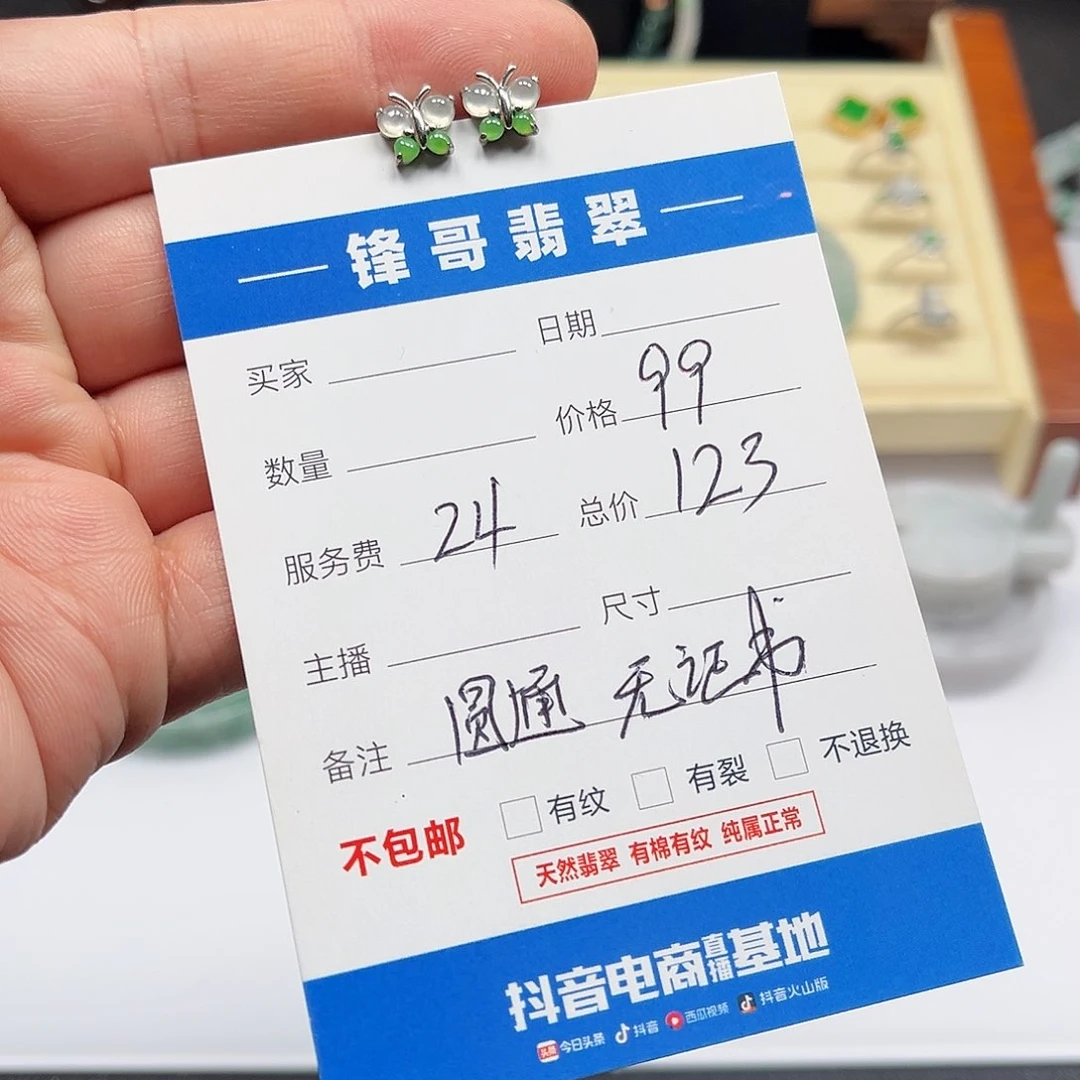 锋哥翡翠
买家 日期
数量 价格 99
服务费 24 总价 123
主播 尺寸
备注 圆通 无证书
有纹 有裂 不退换
不包邮 天然翡翠 有棉有纹 纯属正常
抖音电商直播基地
头条 今日头条 抖音 西瓜视频 抖音火山版